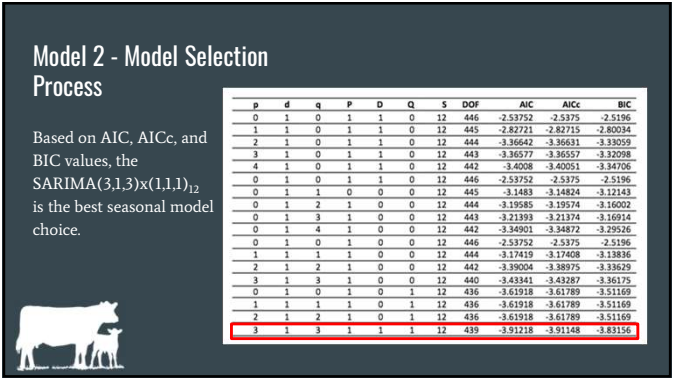 Model 2 - Model Selection
Process
Based on AIC, AICc, and
BIC values, the
SARIMA(3,1,3)x(1,1,1)₁₂
is the best seasonal model
choice.
p d q P D Q S DOF AIC AICc BIC
0 1 0 1 1 0 12 446 -2.53752 -2.5375 -2.5196
1 1 0 1 1 0 12 445 -2.82721 -2.82715 -2.80034
2 1 0 1 1 0 12 444 -3.36642 -3.36631 -3.33059
3 1 0 1 1 0 12 443 -3.36577 -3.36557 -3.32098
4 1 0 1 1 0 12 442 -3.4008 -3.40051 -3.34706
0 1 0 1 0 0 12 446 -2.53752 -2.5375 -2.5196
0 1 1 0 0 0 12 445 -3.1483 -3.14824 -3.12143
0 1 2 1 0 0 12 444 -3.19585 -3.19574 -3.16002
0 1 3 1 0 0 12 443 -3.21393 -3.21374 -3.16914
0 1 4 1 0 0 12 442 -3.34901 -3.34872 -3.29526
0 1 0 1 0 0 12 446 -2.53752 -2.5375 -2.5196
1 1 1 1 0 0 12 444 -3.17419 -3.17408 -3.13836
2 1 2 1 0 0 12 442 -3.39004 -3.38975 -3.33629
3 1 3 1 0 0 12 440 -3.43341 -3.43287 -3.36175
0 1 0 1 0 1 12 436 -3.61918 -3.61789 -3.51169
1 1 1 1 0 1 12 436 -3.61918 -3.61789 -3.51169
2 1 2 1 0 1 12 436 -3.61918 -3.61789 -3.51169
3 1 3 1 1 1 12 439 -3.91218 -3.91148 -3.83156